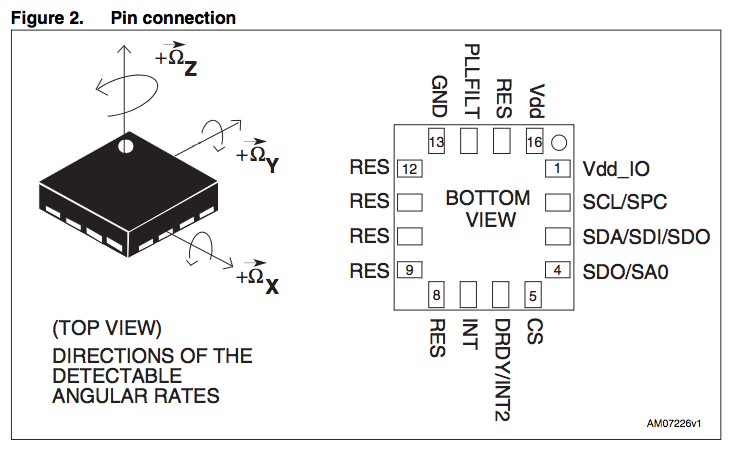 Figure 2. Pin connection
+Ω⃗Z
+Ω⃗Y
+Ω⃗X
(TOP VIEW)
DIRECTIONS OF THE
DETECTABLE
ANGULAR RATES
GND
PLLFILT
RES
Vdd
13
16
RES 12
1 Vdd_IO
RES
BOTTOM
VIEW
SCL/SPC
RES
SDA/SDI/SDO
RES 9
4 SDO/SA0
8
5
RES
INT
DRDY/INT2
CS
AM07226v1